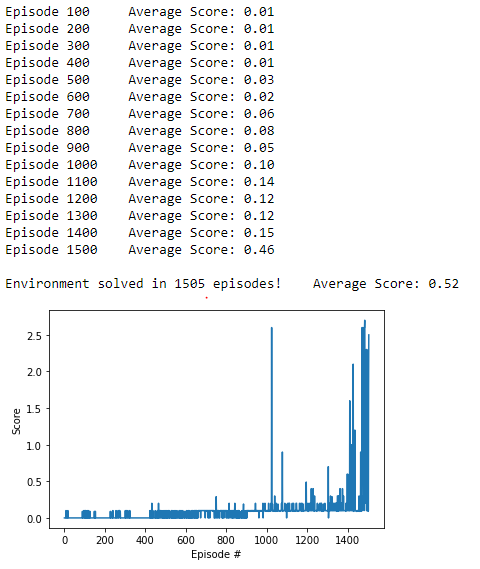 Episode 100 Average Score: 0.01
Episode 200 Average Score: 0.01
Episode 300 Average Score: 0.01
Episode 400 Average Score: 0.01
Episode 500 Average Score: 0.03
Episode 600 Average Score: 0.02
Episode 700 Average Score: 0.06
Episode 800 Average Score: 0.08
Episode 900 Average Score: 0.05
Episode 1000 Average Score: 0.10
Episode 1100 Average Score: 0.14
Episode 1200 Average Score: 0.12
Episode 1300 Average Score: 0.12
Episode 1400 Average Score: 0.15
Episode 1500 Average Score: 0.46
Environment solved in 1505 episodes! Average Score: 0.52
2.5
2.0
1.5
1.0
0.5
0.0
Score
0 200 400 600 800 1000 1200 1400
Episode #